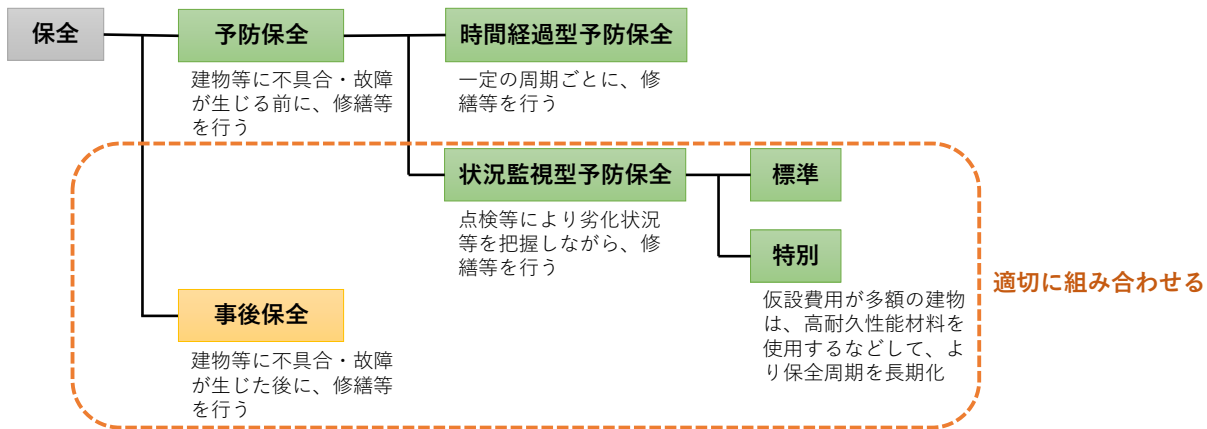 保全
予防保全
建物等に不具合・故障
が生じる前に、修繕等
を行う
時間経過型予防保全
一定の周期ごとに、修
繕等を行う
状況監視型予防保全
点検等により劣化状況
等を把握しながら、修
繕等を行う
標準
特別
仮設費用が多額の建物
は、高耐久性能材料を
使用するなどして、よ
り保全周期を長期化
事後保全
建物等に不具合・故障
が生じた後に、修繕等
を行う
適切に組み合わせる